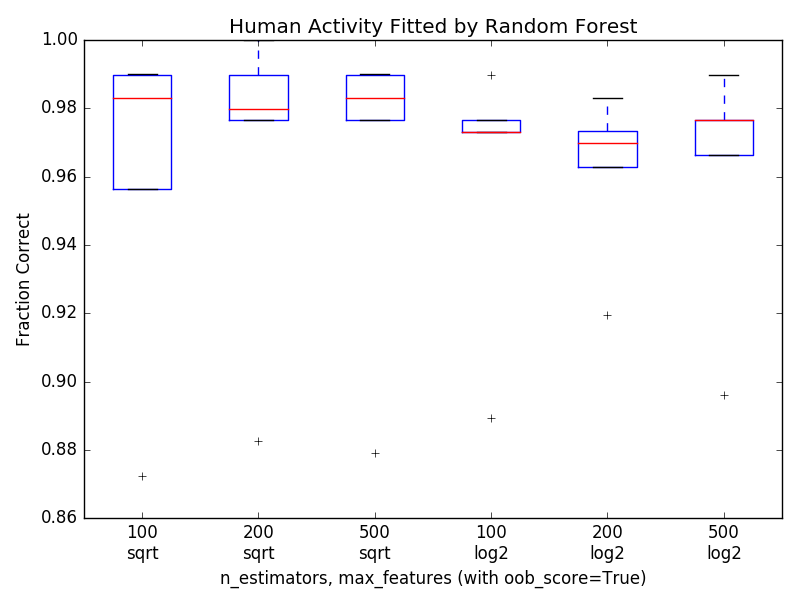 Human Activity Fitted by Random Forest
1.00
0.98
0.96
0.94
0.92
0.90
0.88
0.86
Fraction Correct
100 200 500 100 200 500
sqrt sqrt sqrt log2 log2 log2
n_estimators, max_features (with oob_score=True)